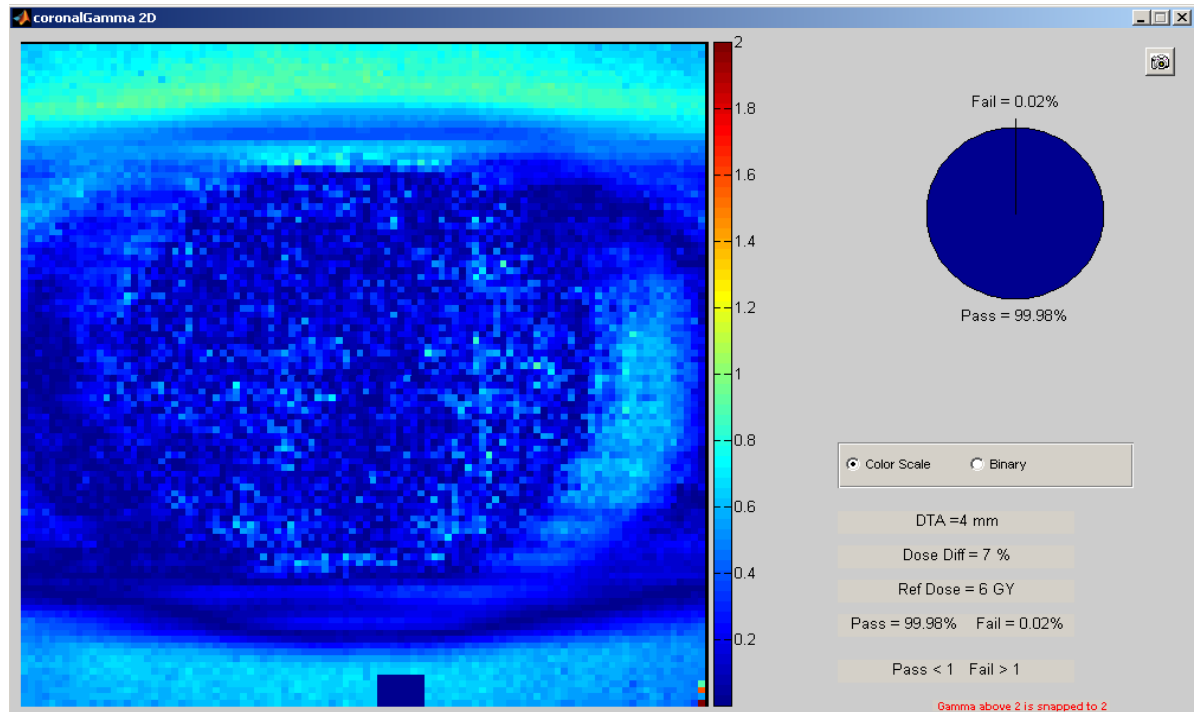 coronalGamma 2D
2
1.8
1.6
1.4
1.2
1
0.8
0.6
0.4
0.2
Fail = 0.02%
Pass = 99.98%
Color Scale Binary
DTA =4 mm
Dose Diff = 7 %
Ref Dose = 6 GY
Pass = 99.98% Fail = 0.02%
Pass < 1 Fail > 1
Gamma above 2 is snapped to 2